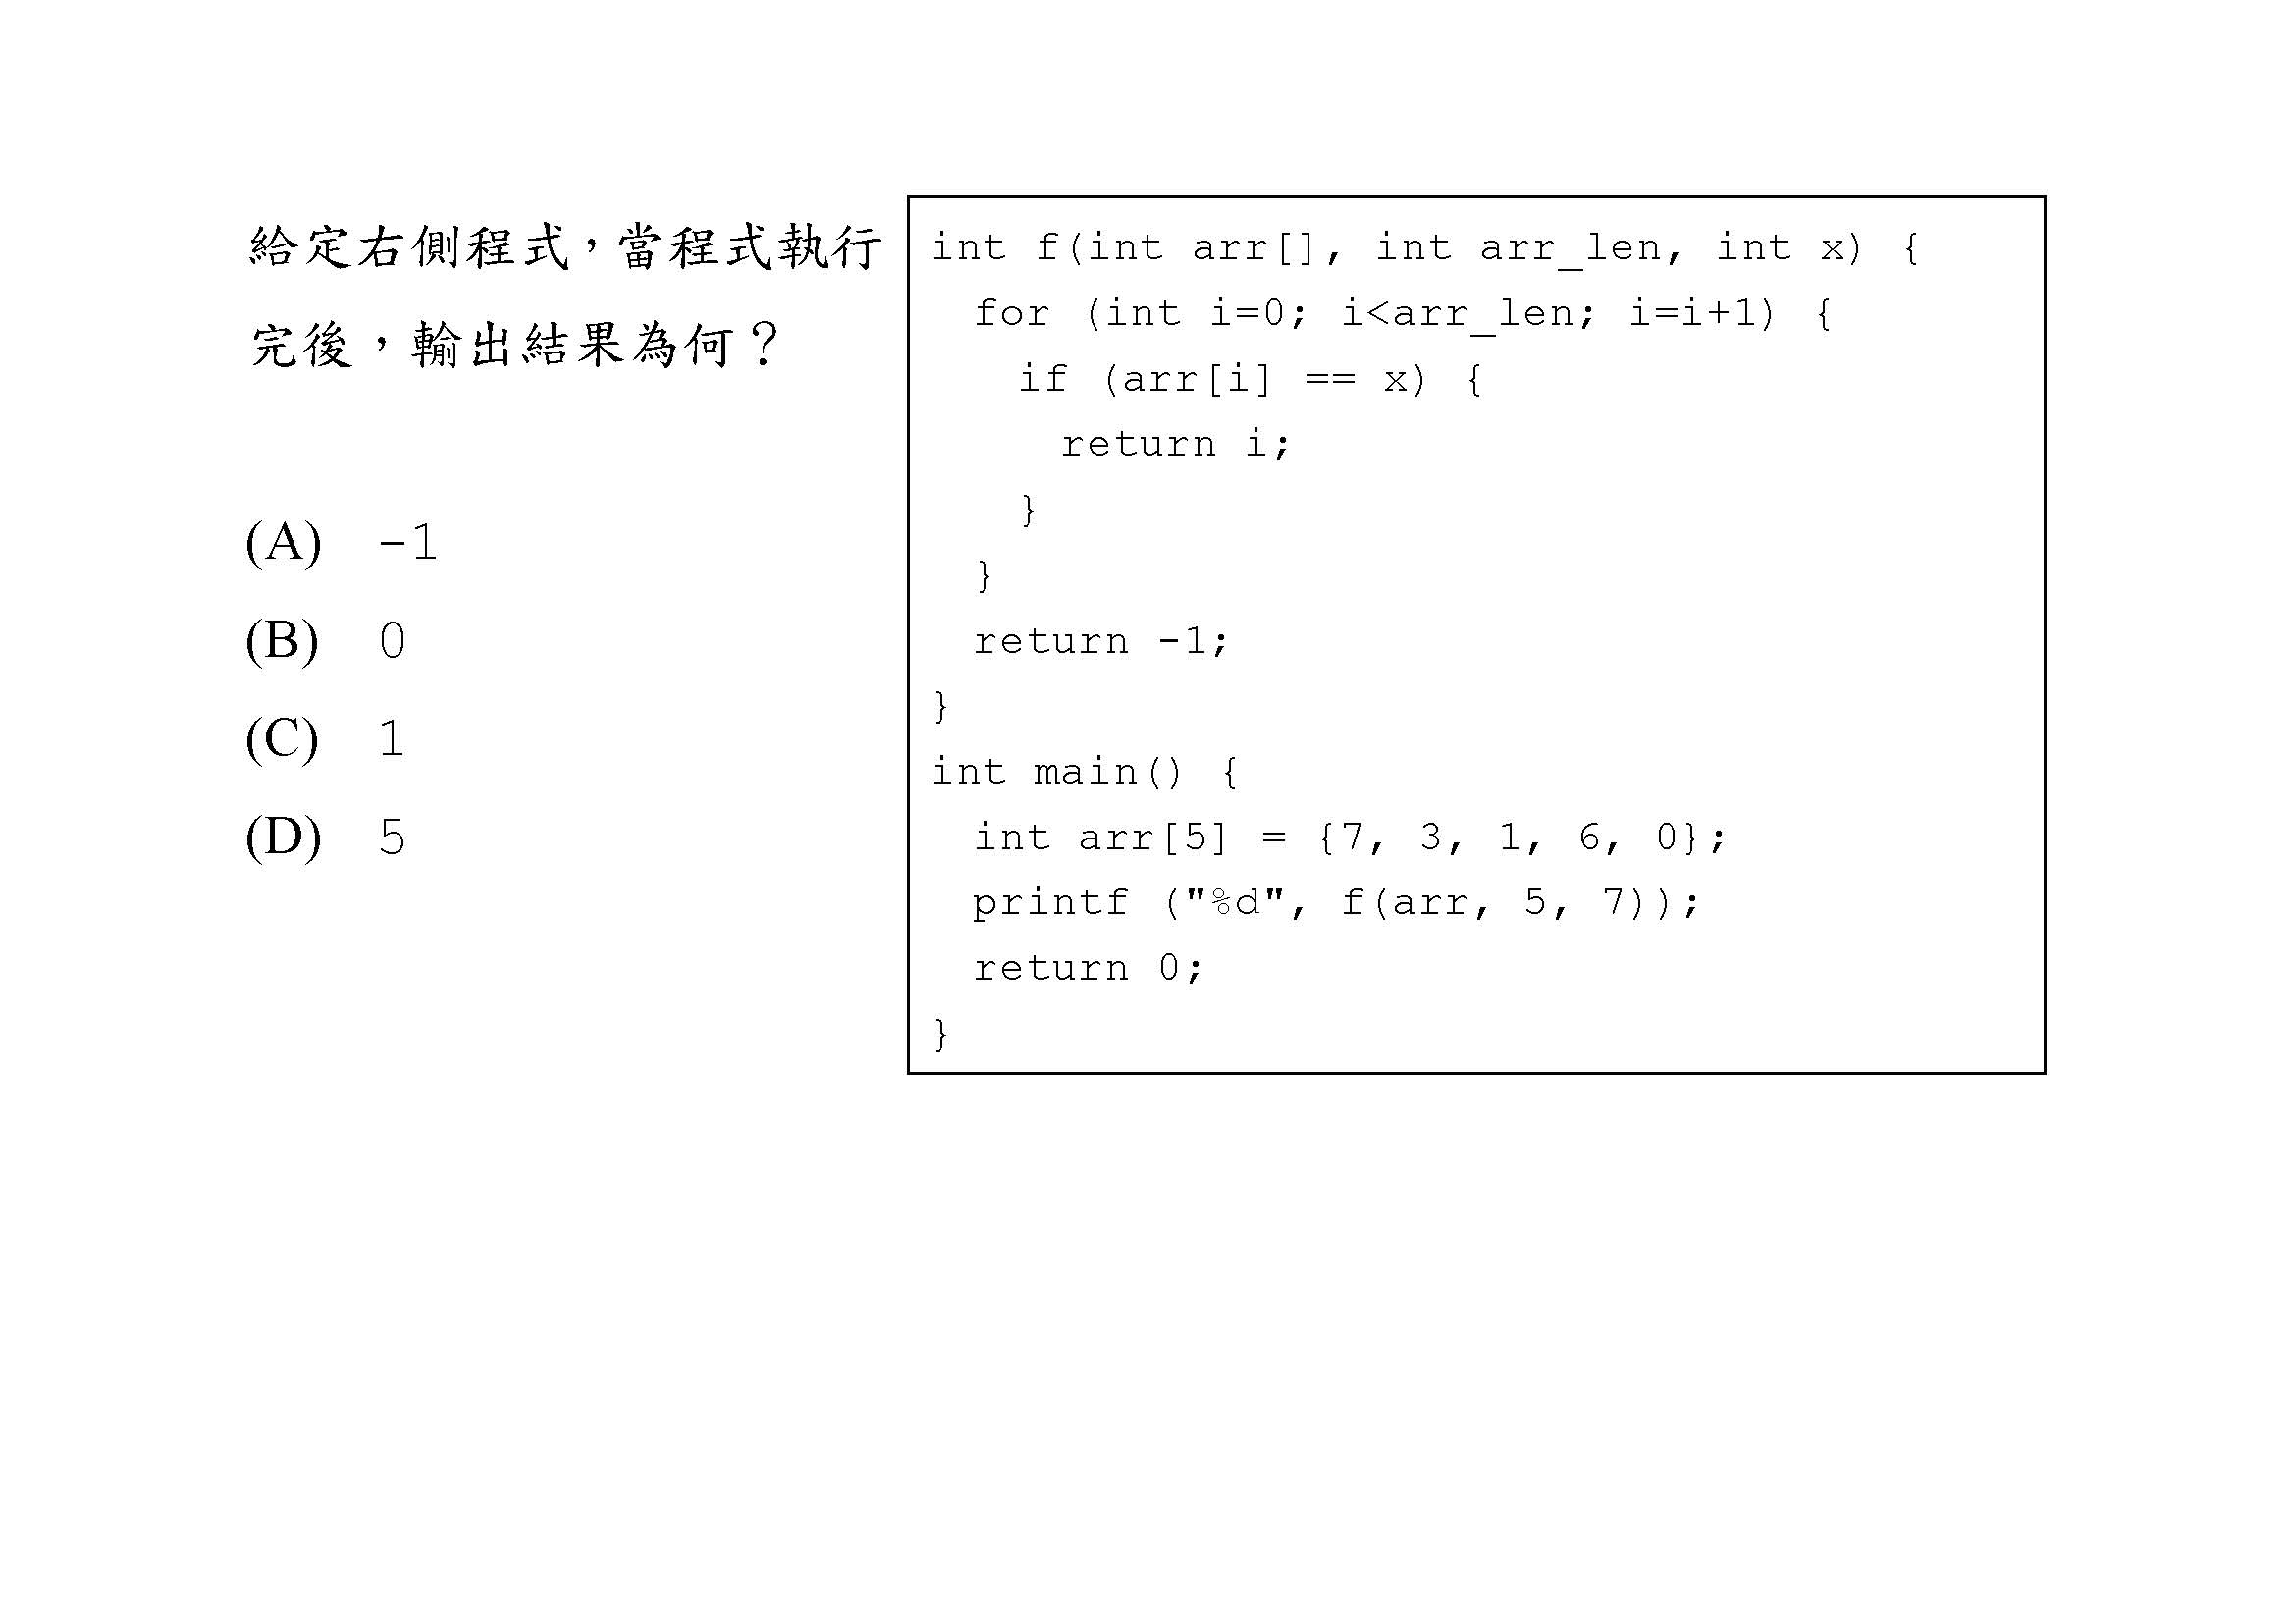 給定右側程式，當程式執行
完後，輸出結果為何？
(A) -1
(B) 0
(C) 1
(D) 5
int f(int arr[], int arr_len, int x) {
  for (int i=0; i<arr_len; i=i+1) {
    if (arr[i] == x) {
      return i;
    }
  }
  return -1;
}
int main() {
  int arr[5] = {7, 3, 1, 6, 0};
  printf ("%d", f(arr, 5, 7));
  return 0;
}